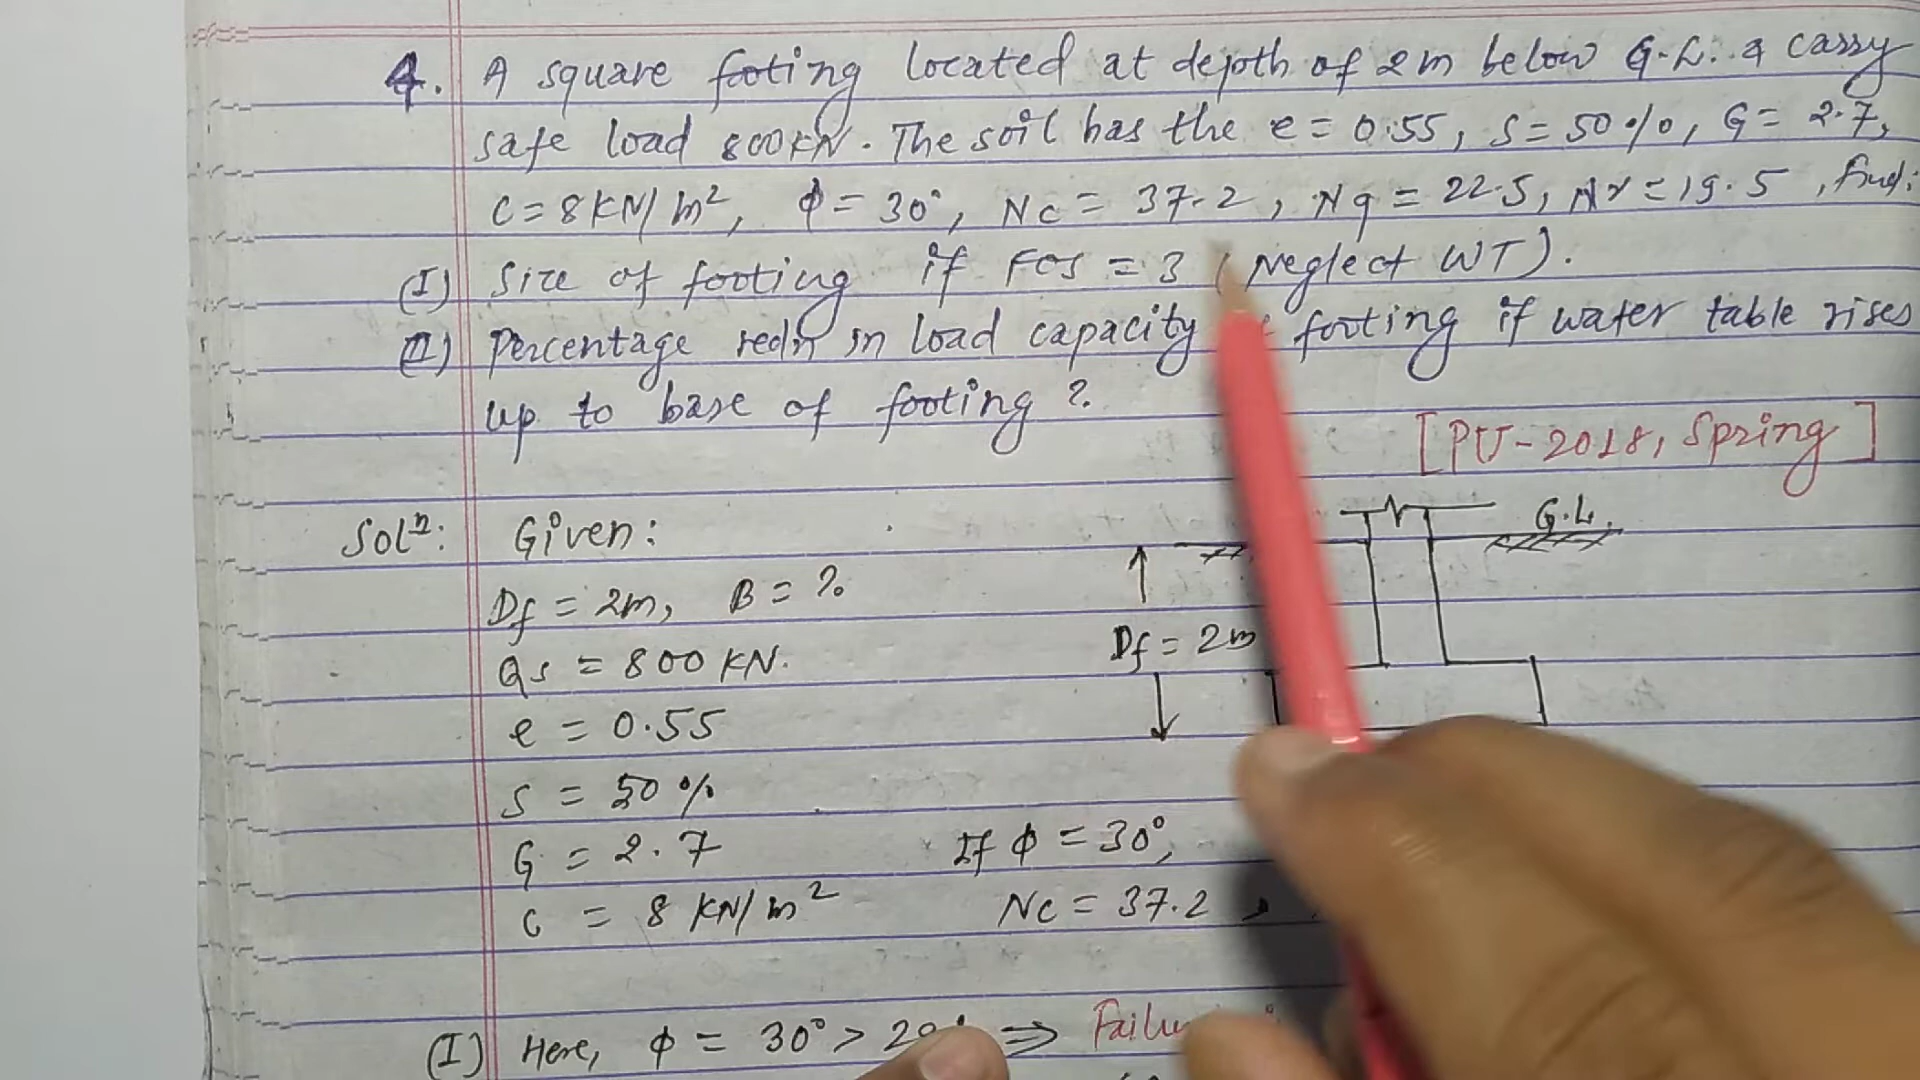 4. A square footing located at depth of 2m below G.L. & carry
safe load 800KN. The soil has the e = 0.55, S = 50%, G = 2.7,
C = 8KN/m², ϕ = 30°, Nc = 37.2, Nq = 22.5, Nγ = 19.5, find:
(I) Size of footing if FOS = 3 (Neglect WT).
(II) Percentage redn in load capacity footing if water table rises
up to base of footing?
[PU-2018, Spring]
Solⁿ: Given:
G.L.
Df = 2m, B = ?
Df = 2m
Qs = 800 KN.
e = 0.55
S = 50%
G = 2.7
If ϕ = 30°,
C = 8 KN/m²
Nc = 37.2,
(I) Here, ϕ = 30° > ⇒